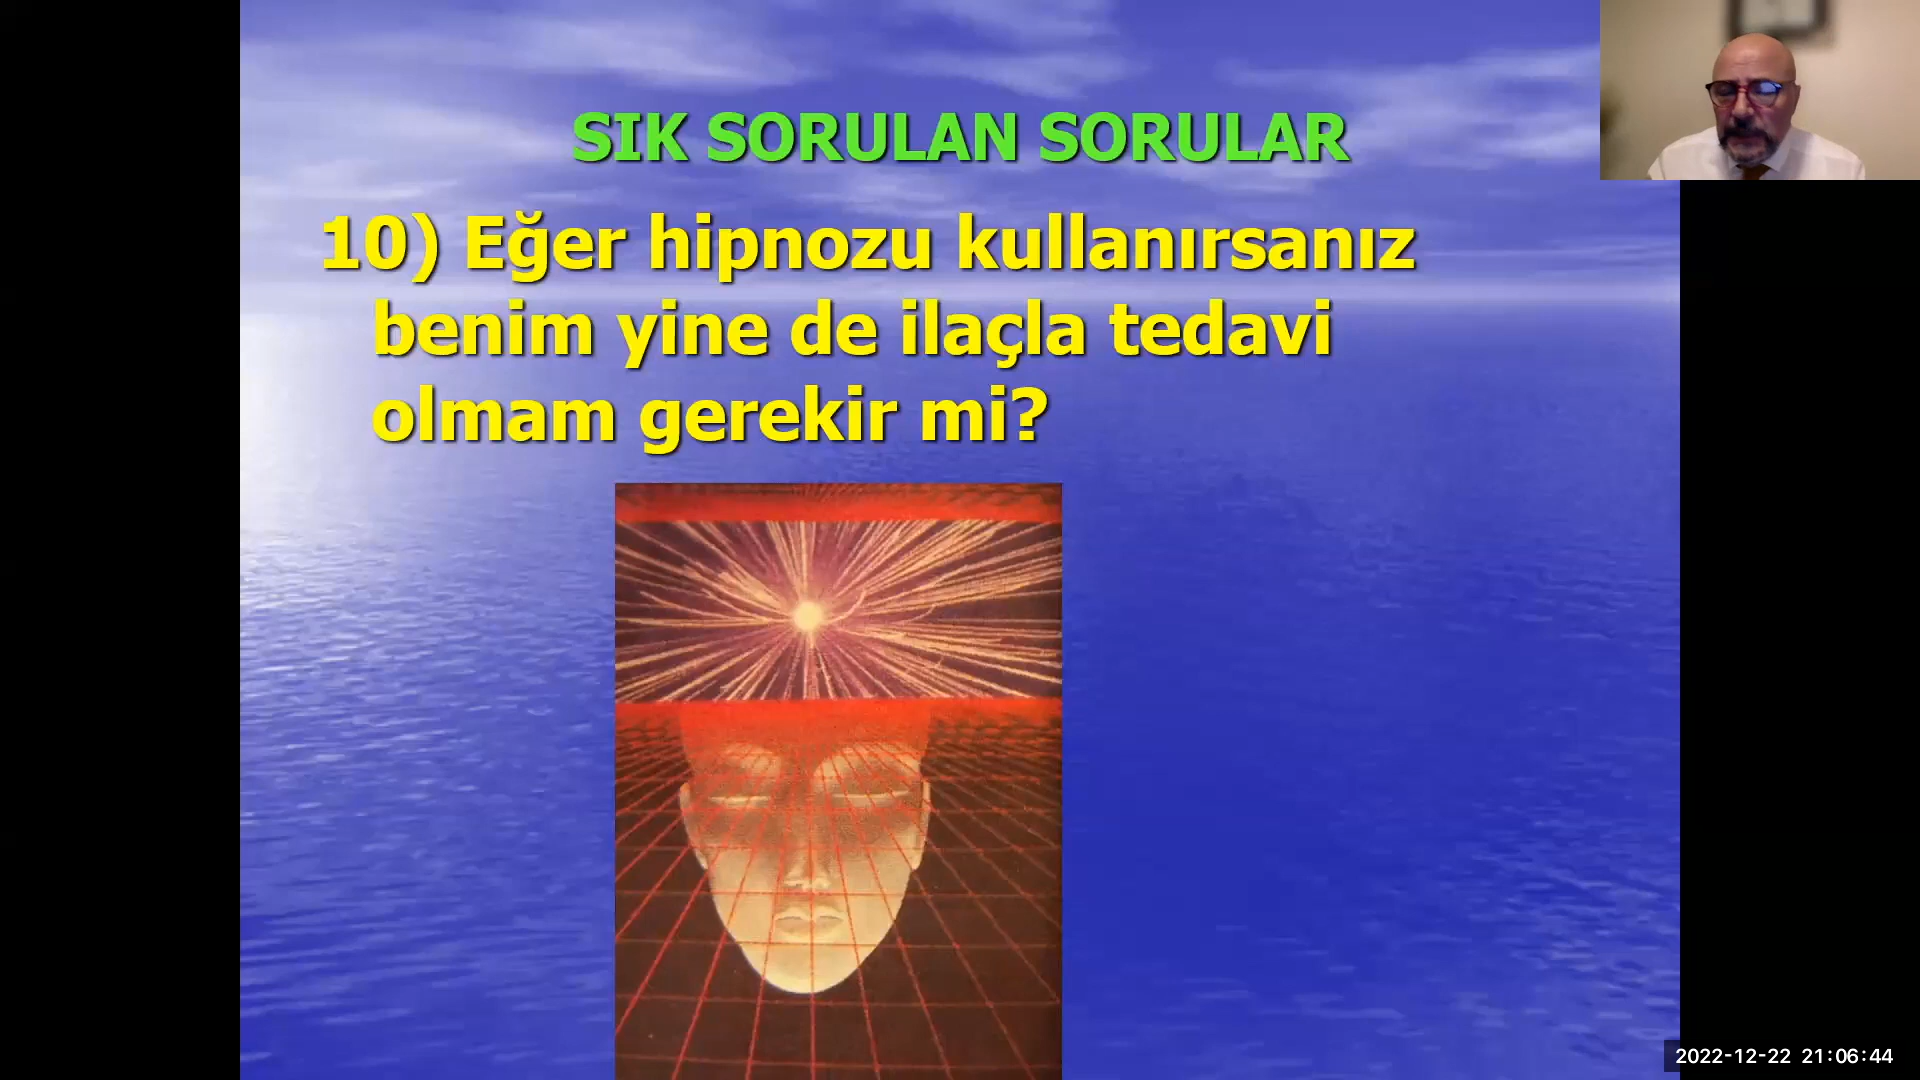 SIK SORULAN SORULAR
10) Eğer hipnozu kullanırsanız
benim yine de ilaçla tedavi
olmam gerekir mi?
2022-12-22 21:06:44